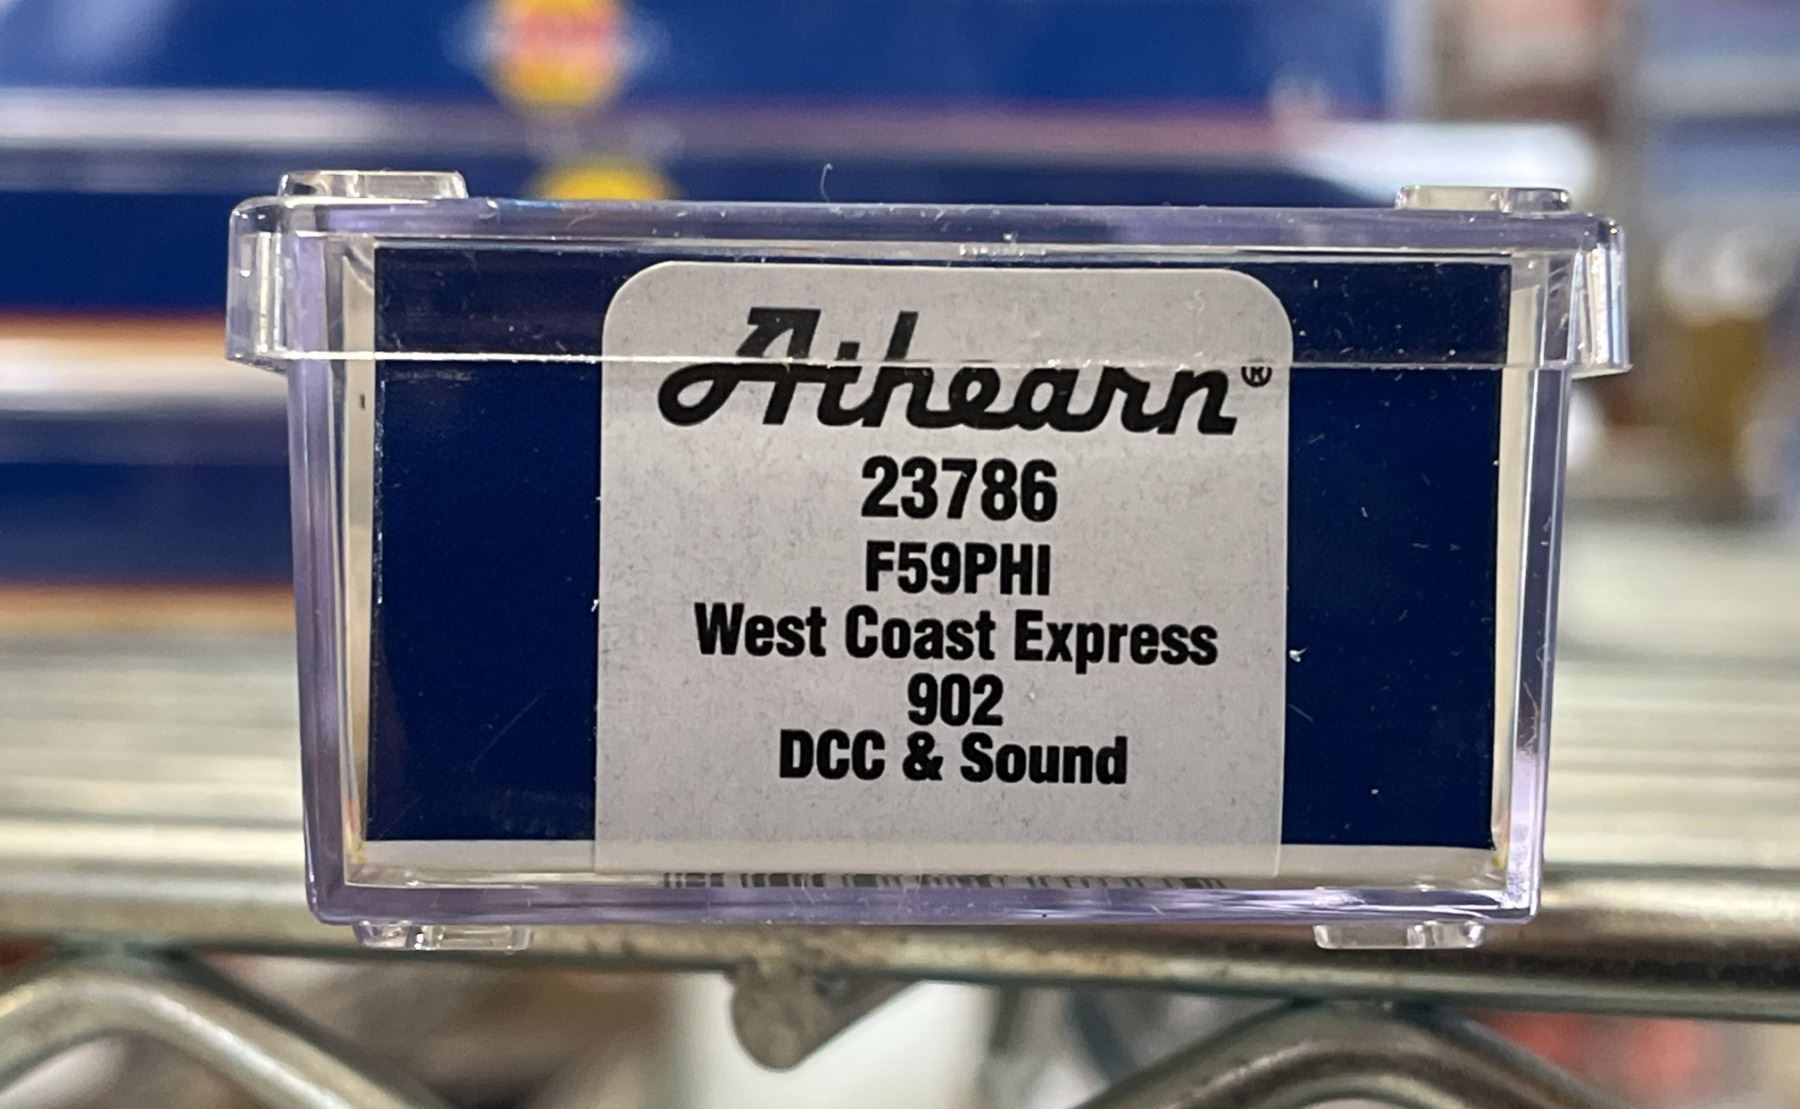 Athearn®
23786
F59PHI
West Coast Express
902
DCC & Sound